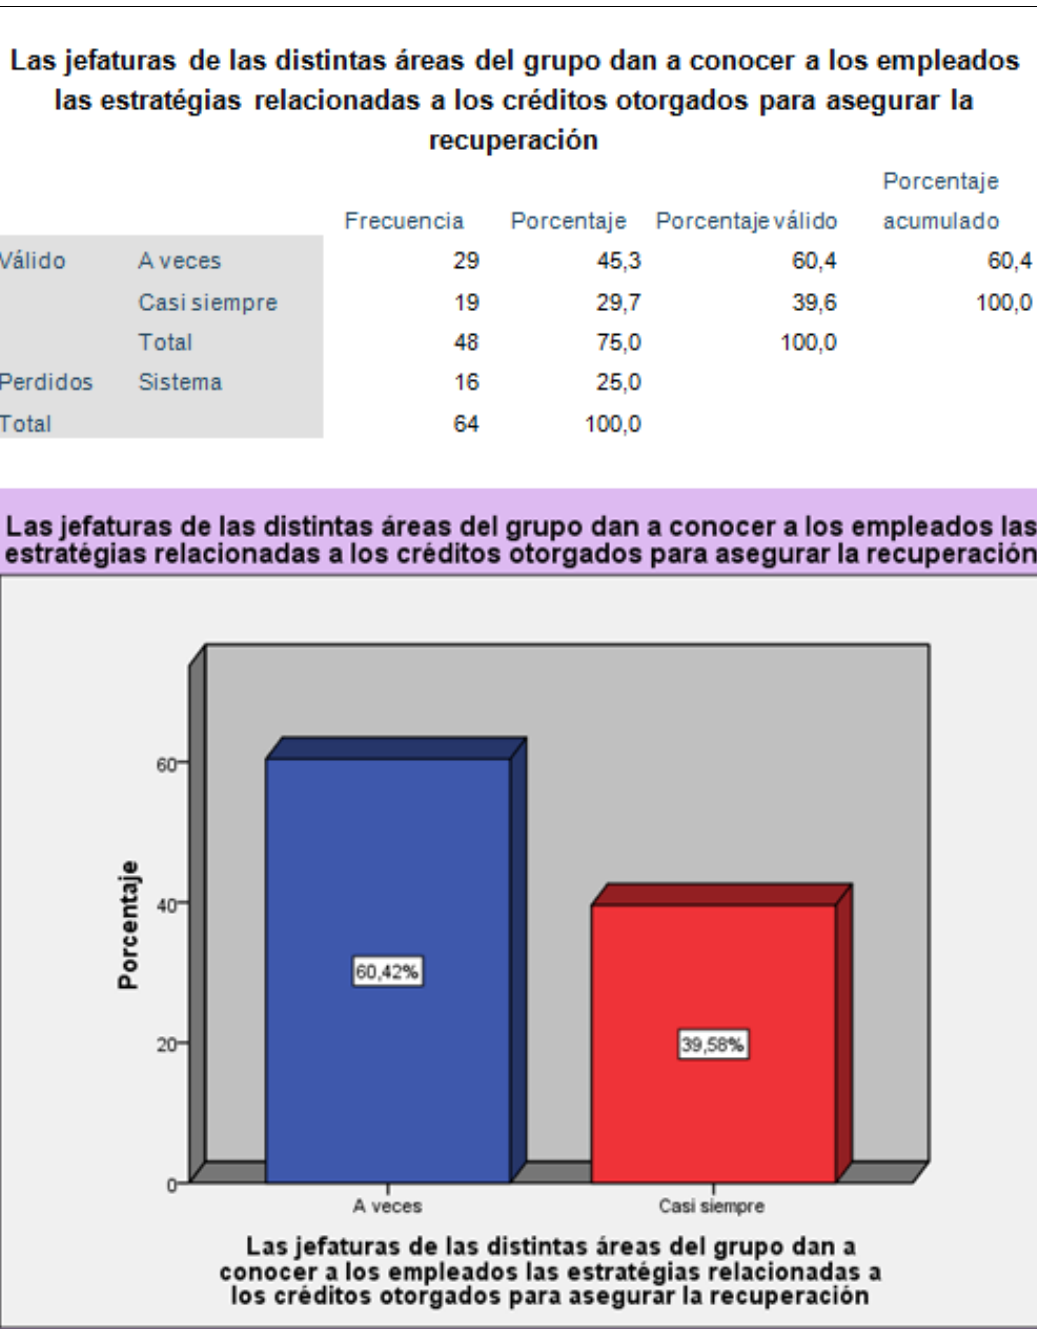 Las jefaturas de las distintas áreas del grupo dan a conocer a los empleados
las estratégias relacionadas a los créditos otorgados para asegurar la
recuperación
Porcentaje
Frecuencia Porcentaje Porcentaje válido acumulado
Válido A veces 29 45,3 60,4 60,4
Casi siempre 19 29,7 39,6 100,0
Total 48 75,0 100,0
Perdidos Sistema 16 25,0
Total 64 100,0
Las jefaturas de las distintas áreas del grupo dan a conocer a los empleados las
estratégias relacionadas a los créditos otorgados para asegurar la recuperación
Porcentaje
60
40
20
0
60,42%
39,58%
A veces
Casi siempre
Las jefaturas de las distintas áreas del grupo dan a
conocer a los empleados las estratégias relacionadas a
los créditos otorgados para asegurar la recuperación